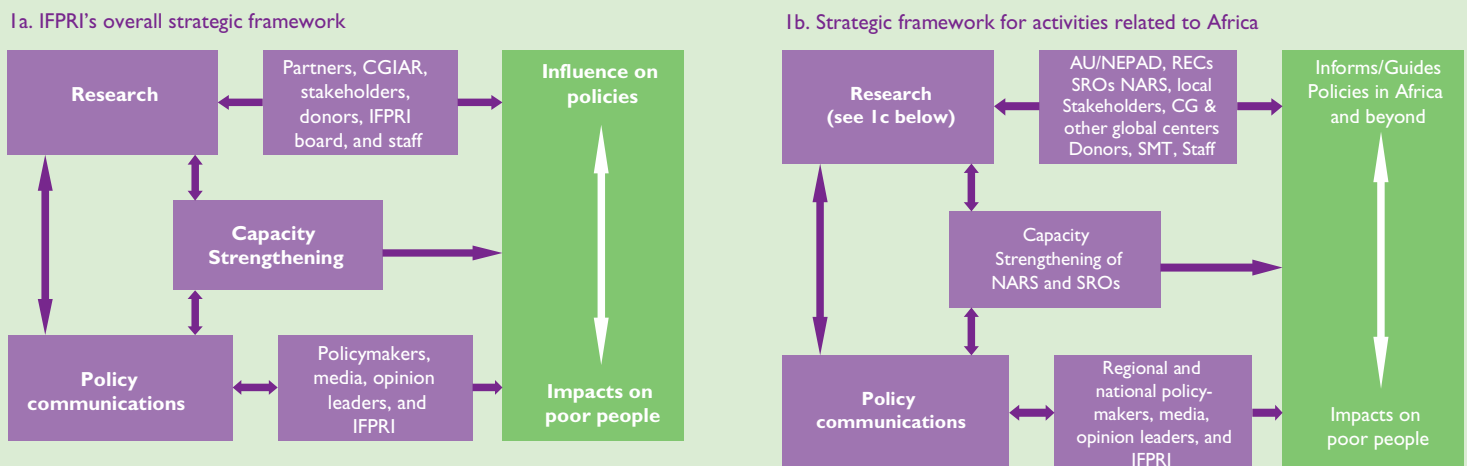 1a. IFPRI's overall strategic framework
Research
Partners, CGIAR,
stakeholders,
donors, IFPRI
board, and staff
Influence on
policies
Capacity
Strengthening
Policy
communications
Policymakers,
media, opinion
leaders, and
IFPRI
Impacts on
poor people
1b. Strategic framework for activities related to Africa
Research
(see 1c below)
AU/NEPAD, RECs
SROs NARS, local
Stakeholders, CG &
other global centers
Donors, SMT, Staff
Informs/Guides
Policies in Africa
and beyond
Capacity
Strengthening of
NARS and SROs
Policy
communications
Regional and
national policy-
makers, media,
opinion leaders, and
IFPRI
Impacts on
poor people